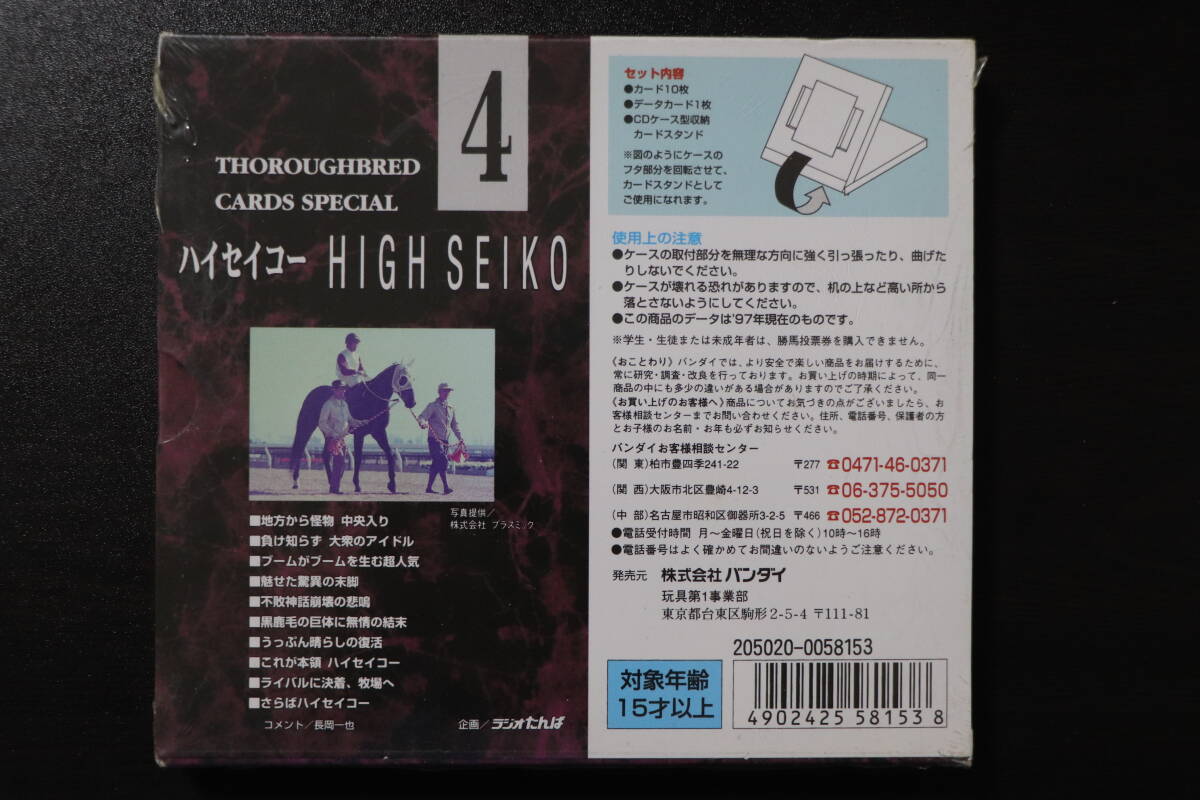 4
THOROUGHBRED
CARDS SPECIAL
ハイセイコー HIGH SEIKO
写真提供／
株式会社 プラスミック
■地方から怪物 中央入り
■負け知らず 大衆のアイドル
■ブームがブームを生む超人気
■魅せた驚異の末脚
■不敗神話崩壊の悲鳴
■黒鹿毛の巨体に無情の結末
■うっぷん晴らしの復活
■これが本領 ハイセイコー
■ライバルに決着、牧場へ
■さらばハイセイコー
コメント／長岡一也
企画／ラジオたんぱ
セット内容
●カード10枚
●データカード1枚
●CDケース型収納
カードスタンド
※図のようにケースの
フタ部分を回転させて、
カードスタンドとして
ご使用になれます。
使用上の注意
●ケースの取付部分を無理な方向に強く引っ張ったり、曲げた
りしないでください。
●ケースが壊れる恐れがありますので、机の上など高い所から
落とさないようにしてください。
●この商品のデータは'97年現在のものです。
※学生・生徒または未成年者は、勝馬投票券を購入できません。
《おことわり》バンダイでは、より安全で楽しい商品をお届けするために、
常に研究・調査・改良を行っております。お買い上げの時期によって、同一
商品の中にも多少の違いがある場合がありますのでご了承ください。
《お買い上げのお客様へ》商品についてお気づきの点がございましたら、お
客様相談センターまでお問い合わせください。住所、電話番号、保護者の方
とお子様のお名前・お年も必ずお知らせください。
バンダイお客様相談センター
(関 東)柏市豊四季241-22 〒277 ☎0471-46-0371
(関 西)大阪市北区豊崎4-12-3 〒531 ☎06-375-5050
(中 部)名古屋市昭和区御器所3-2-5 〒466 ☎052-872-0371
●電話受付時間 月〜金曜日(祝日を除く)10時〜16時
●電話番号はよく確かめてお間違いのないようご注意ください。
発売元 株式会社 バンダイ
玩具第1事業部
東京都台東区駒形2-5-4 〒111-81
205020-0058153
対象年齢
15才以上
4902425 581538